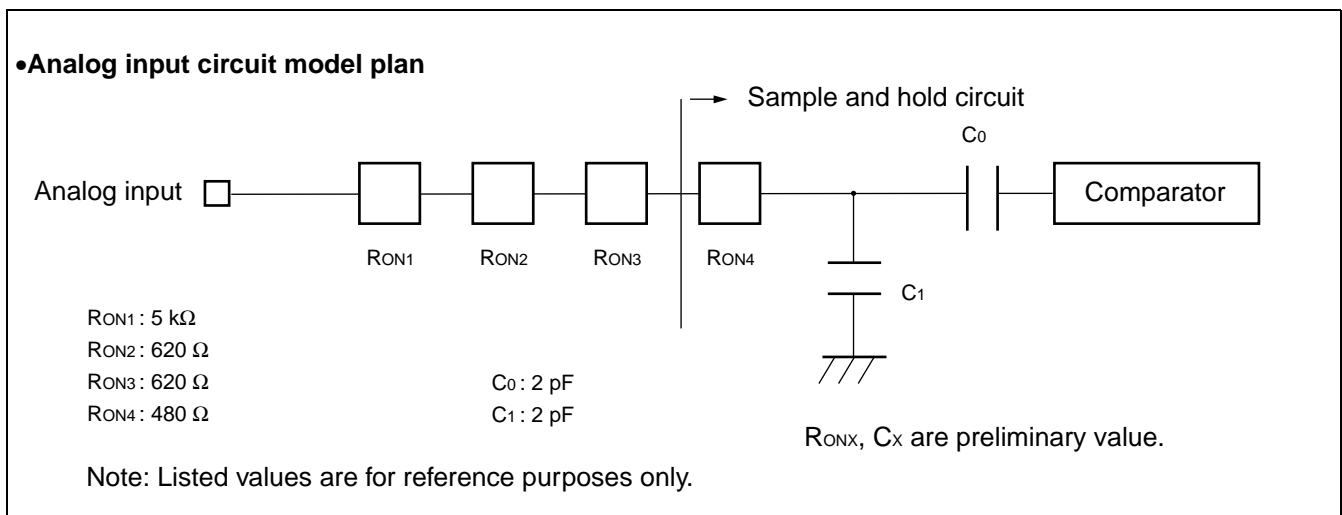 •Analog input circuit model plan
Sample and hold circuit
C0
Analog input
Comparator
RON1
RON2
RON3
RON4
C1
RON1 : 5 kΩ
RON2 : 620 Ω
RON3 : 620 Ω
RON4 : 480 Ω
C0 : 2 pF
C1 : 2 pF
RONX, CX are preliminary value.
Note: Listed values are for reference purposes only.